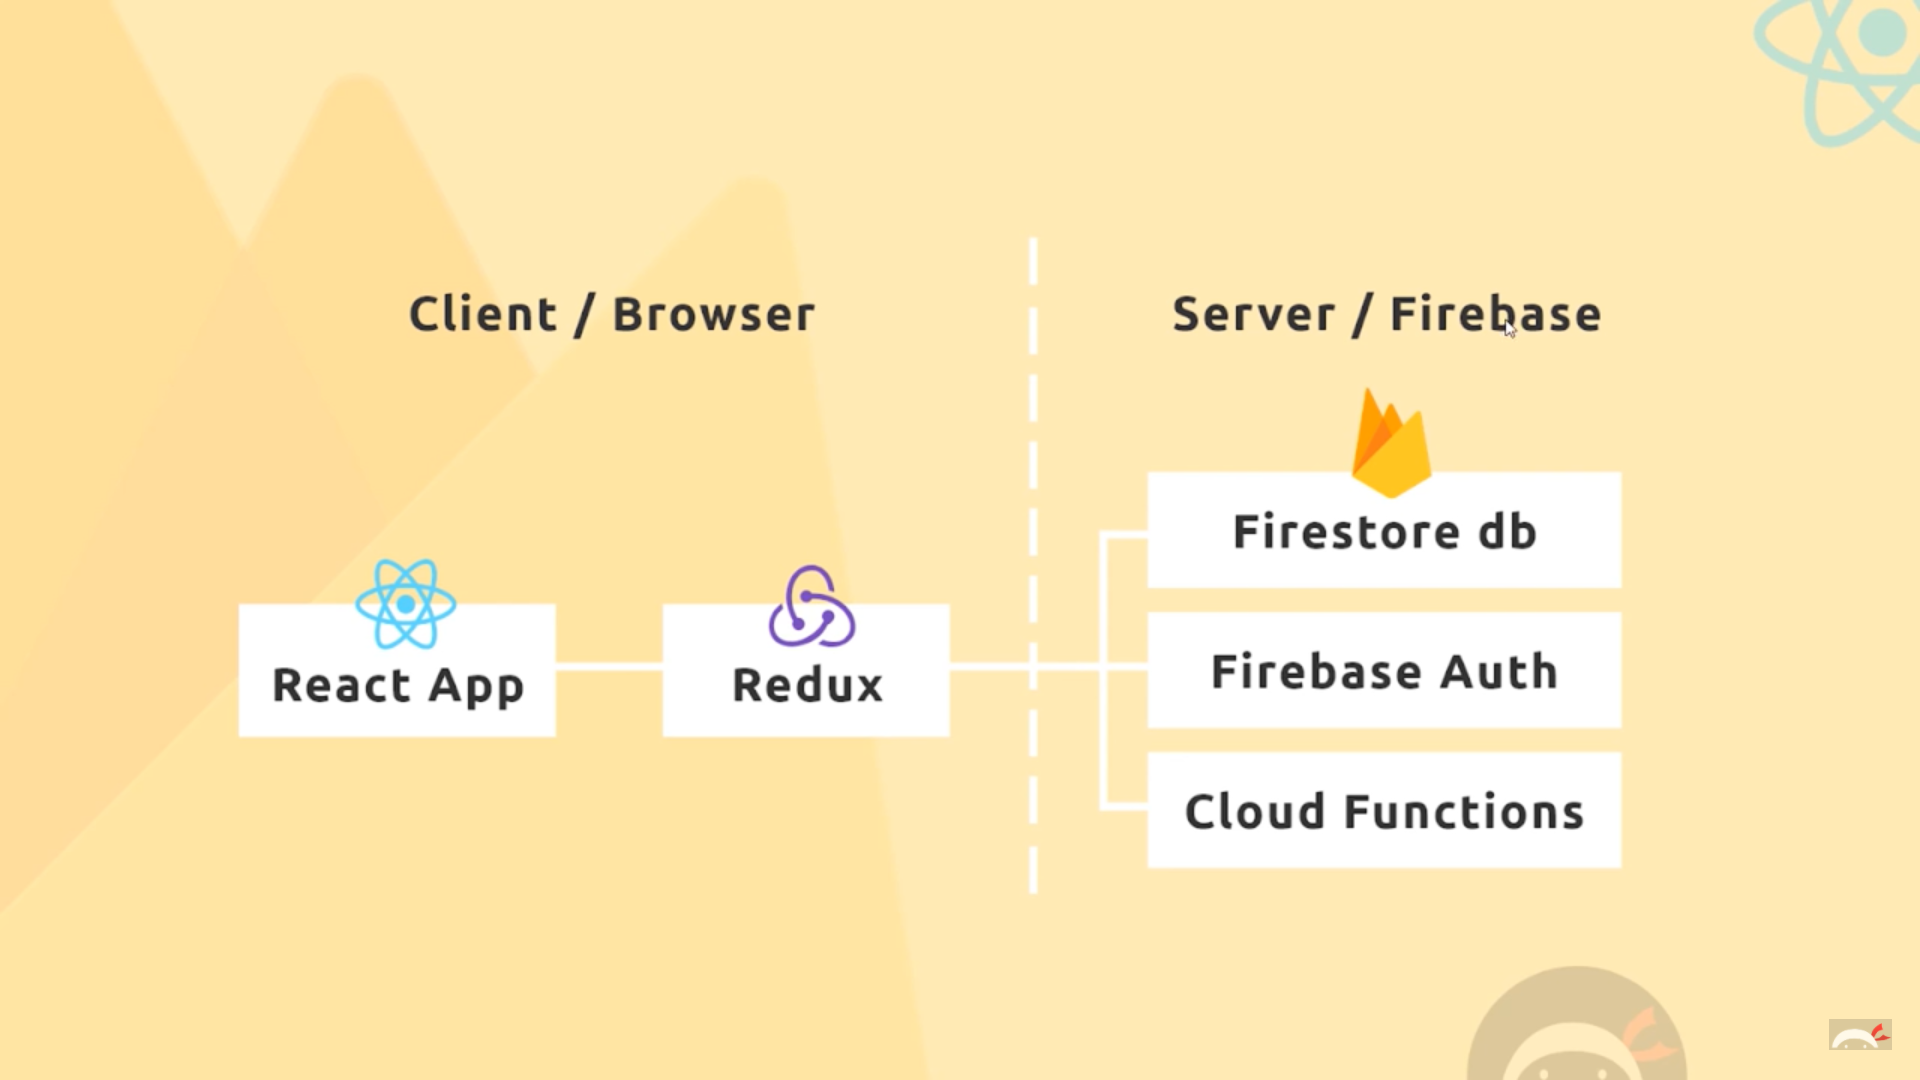 Client / Browser
Server / Firebase
React App
Redux
Firestore db
Firebase Auth
Cloud Functions